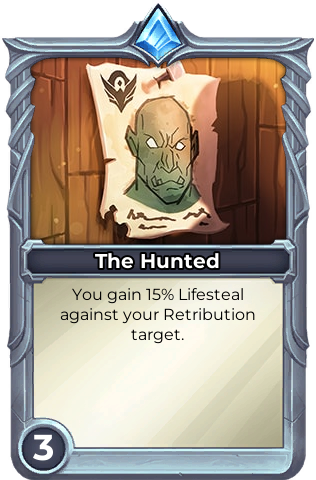 The Hunted
You gain 15% Lifesteal
against your Retribution
target.
3